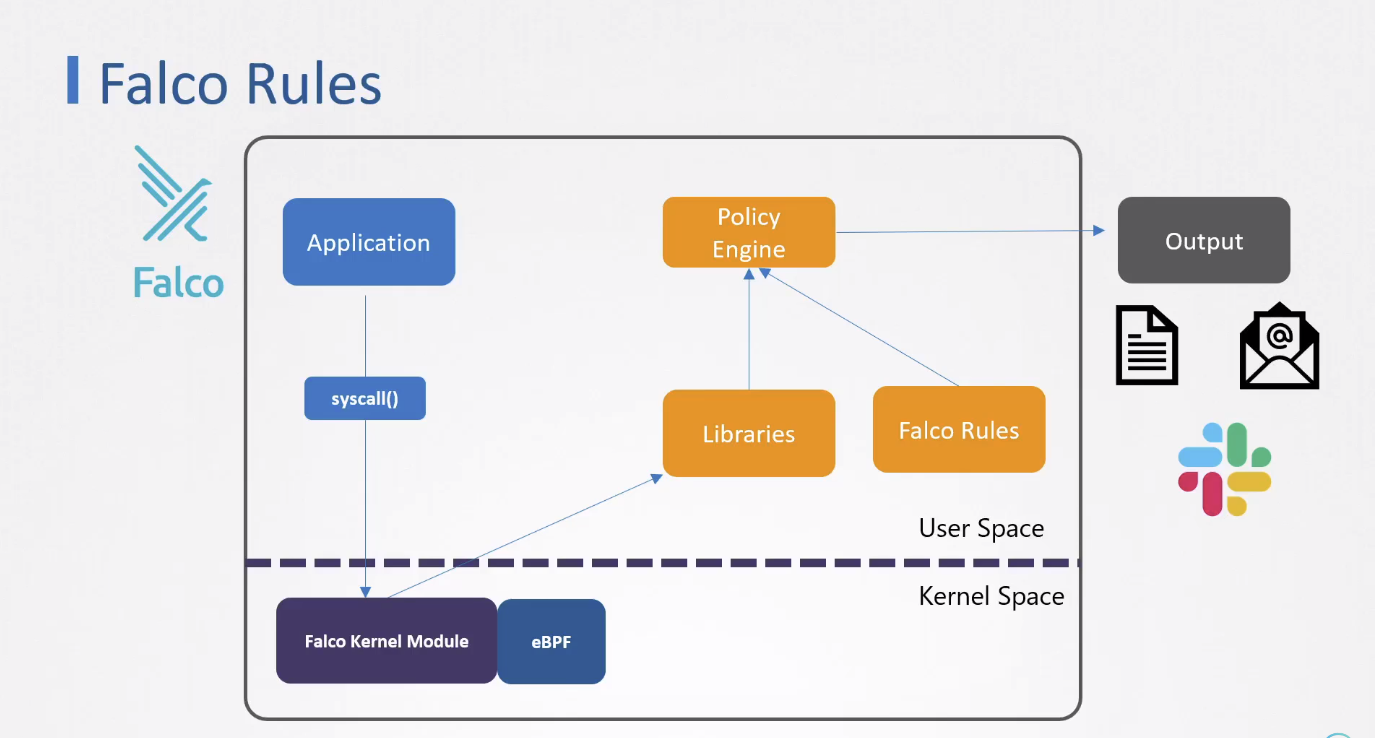 Falco Rules
Falco
Application
syscall()
Policy
Engine
Libraries
Falco Rules
Output
@
User Space
Kernel Space
Falco Kernel Module
eBPF